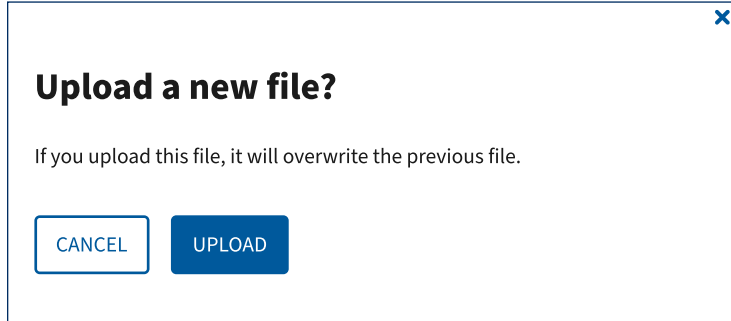 Upload a new file?
If you upload this file, it will overwrite the previous file.
CANCEL
UPLOAD